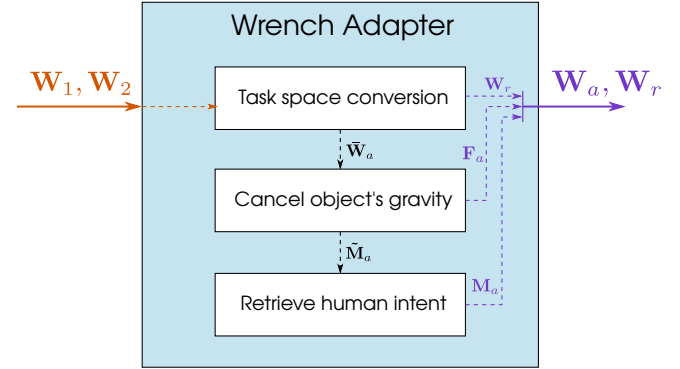 Wrench Adapter
W₁, W₂
Task space conversion
Wᵣ
Wₐ, Wᵣ
W̄ₐ
Fₐ
Cancel object's gravity
M̃ₐ
Mₐ
Retrieve human intent